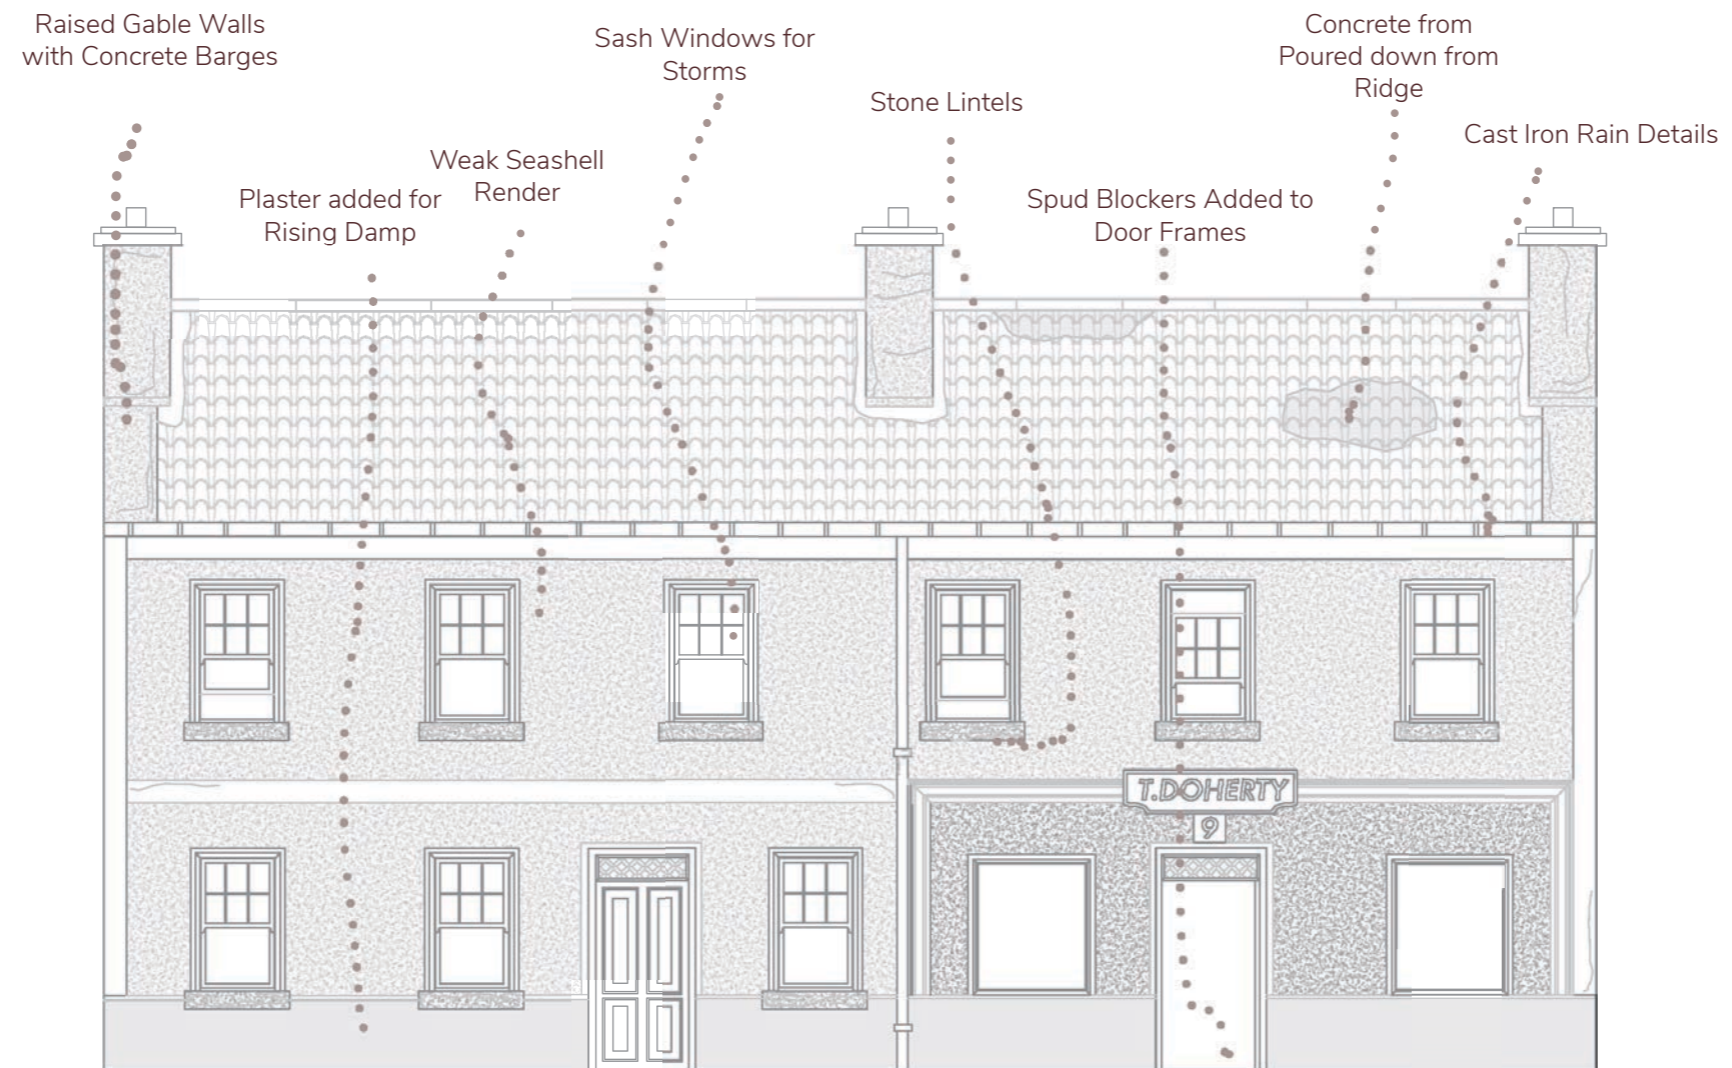 Raised Gable Walls
with Concrete Barges
Plaster added for
Rising Damp
Weak Seashell
Render
Sash Windows for
Storms
Stone Lintels
Spud Blockers Added to
Door Frames
Concrete from
Poured down from
Ridge
Cast Iron Rain Details
T.DOHERTY
9